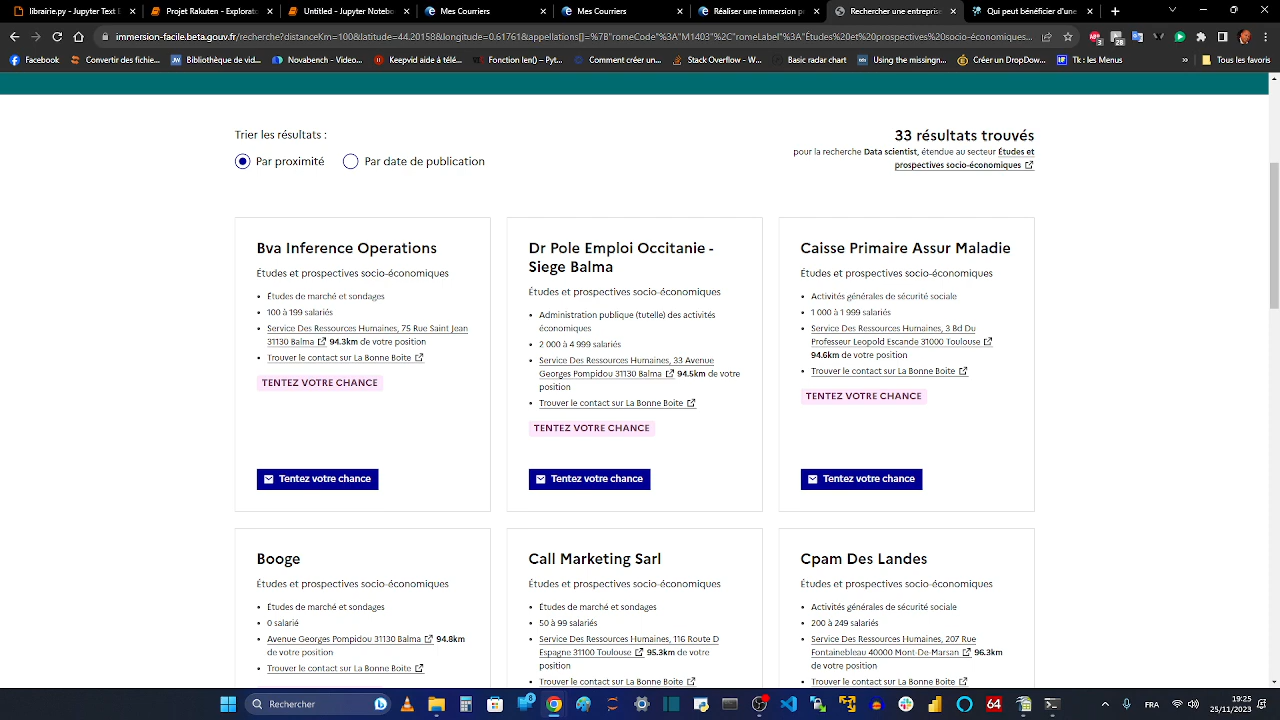 librairie.py - Jupyter Text E
Projet Rakuten - Explorato
Untitled - Jupyter Notebo
Mes Courriers
Mes Courriers
Réaliser une immersion p
Rechercher une entreprise
Qui peut bénéficier d'une
immersion-facile.beta.gouv.fr/recherche?distanceKm=100&latitude=44.20158&longitude=0.61761&appellations[]=%7B"romeCode"%3A"M1403"%2C"romeLabel"%3A"Études%20et%20prospectives%20socio-économiques...
Facebook
Convertir des fichie...
Bibliothèque de vid...
Novabench - Video...
Keepvid aide à télé...
Fonction len() – Pyt...
Comment créer un...
Stack Overflow - W...
Basic radar chart
Using the missingn...
Créer un DropDow...
Tk : les Menus
»
Tous les favoris
Trier les résultats :
Par proximité
Par date de publication
33 résultats trouvés
pour la recherche Data scientist, étendue au secteur Études et
prospectives socio-économiques
Bva Inference Operations
Études et prospectives socio-économiques
Études de marché et sondages
100 à 199 salariés
Service Des Ressources Humaines, 75 Rue Saint Jean
31130 Balma 94.3km de votre position
Trouver le contact sur La Bonne Boite
TENTEZ VOTRE CHANCE
Tentez votre chance
Dr Pole Emploi Occitanie -
Siege Balma
Études et prospectives socio-économiques
Administration publique (tutelle) des activités
économiques
2 000 à 4 999 salariés
Service Des Ressources Humaines, 33 Avenue
Georges Pompidou 31130 Balma 94.5km de votre
position
Trouver le contact sur La Bonne Boite
TENTEZ VOTRE CHANCE
Tentez votre chance
Caisse Primaire Assur Maladie
Études et prospectives socio-économiques
Activités générales de sécurité sociale
1 000 à 1 999 salariés
Service Des Ressources Humaines, 3 Bd Du
Professeur Leopold Escande 31000 Toulouse
94.6km de votre position
Trouver le contact sur La Bonne Boite
TENTEZ VOTRE CHANCE
Tentez votre chance
Booge
Études et prospectives socio-économiques
Études de marché et sondages
0 salarié
Avenue Georges Pompidou 31130 Balma 94.8km
de votre position
Trouver le contact sur La Bonne Boite
Call Marketing Sarl
Études et prospectives socio-économiques
Études de marché et sondages
50 à 99 salariés
Service Des Ressources Humaines, 116 Route D
Espagne 31100 Toulouse 95.3km de votre
position
Trouver le contact sur La Bonne Boite
Cpam Des Landes
Études et prospectives socio-économiques
Activités générales de sécurité sociale
200 à 249 salariés
Service Des Ressources Humaines, 207 Rue
Fontainebleau 40000 Mont-De-Marsan 96.3km
de votre position
Trouver le contact sur La Bonne Boite
Rechercher
64
FRA
19:25
25/11/2023